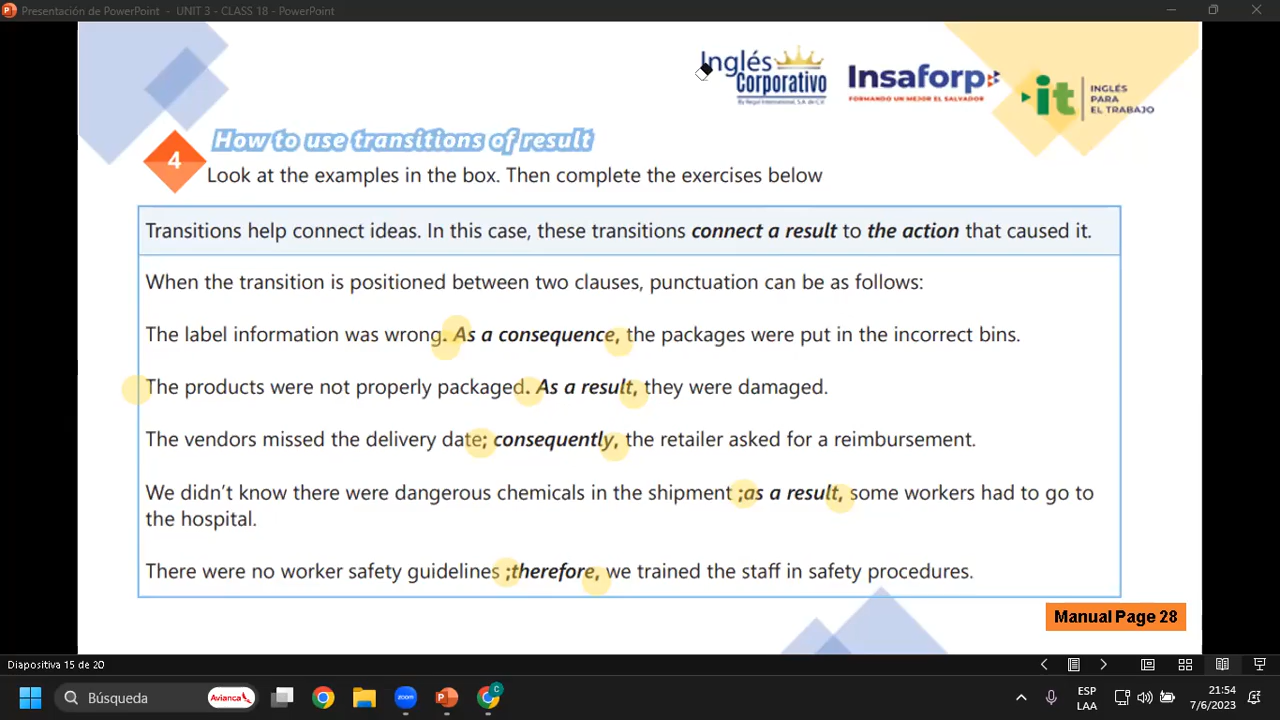 Presentación de PowerPoint - UNIT 3 - CLASS 18 - PowerPoint
Inglés
Corporativo
By Regal International, S.A. de C.V.
Insaforp
FORMANDO UN MEJOR EL SALVADOR
it
INGLÉS
PARA
EL TRABAJO
4
How to use transitions of result
Look at the examples in the box. Then complete the exercises below
Transitions help connect ideas. In this case, these transitions connect a result to the action that caused it.
When the transition is positioned between two clauses, punctuation can be as follows:
The label information was wrong. As a consequence, the packages were put in the incorrect bins.
The products were not properly packaged. As a result, they were damaged.
The vendors missed the delivery date; consequently, the retailer asked for a reimbursement.
We didn't know there were dangerous chemicals in the shipment ;as a result, some workers had to go to
the hospital.
There were no worker safety guidelines ;therefore, we trained the staff in safety procedures.
Manual Page 28
Diapositiva 15 de 20
Búsqueda
Avianca
zoom
C
ESP
LAA
21:54
7/6/2023